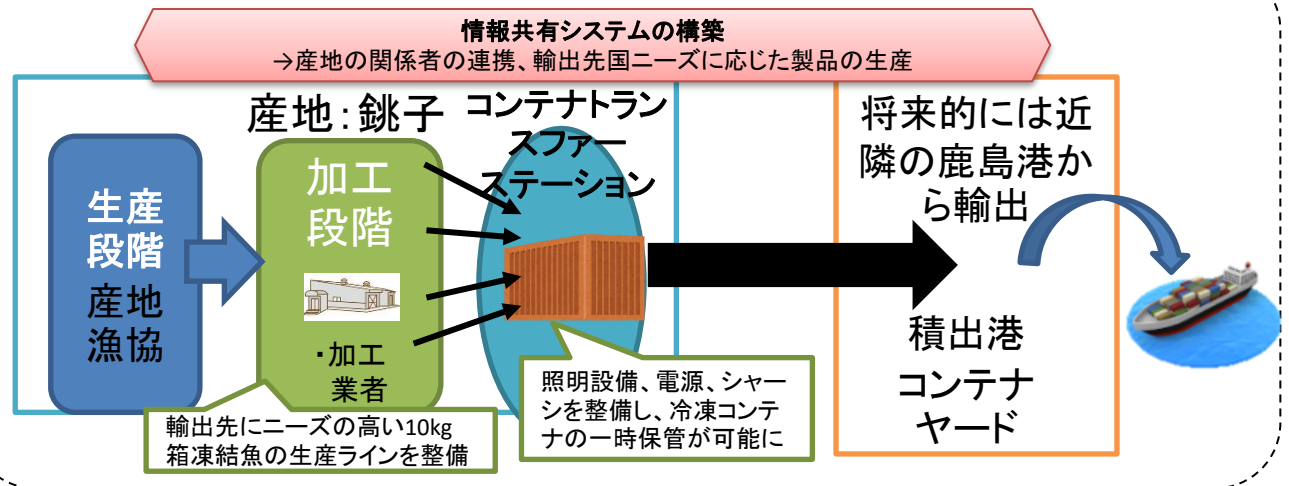 情報共有システムの構築
→産地の関係者の連携、輸出先国ニーズに応じた製品の生産
産地：銚子
コンテナトラン
スファー
ステーション
生産
段階
産地
漁協
加工
段階
・加工
業者
輸出先にニーズの高い10kg
箱凍結魚の生産ラインを整備
照明設備、電源、シャー
シを整備し、冷凍コンテ
ナの一時保管が可能に
将来的には近
隣の鹿島港か
ら輸出
積出港
コンテナ
ヤード